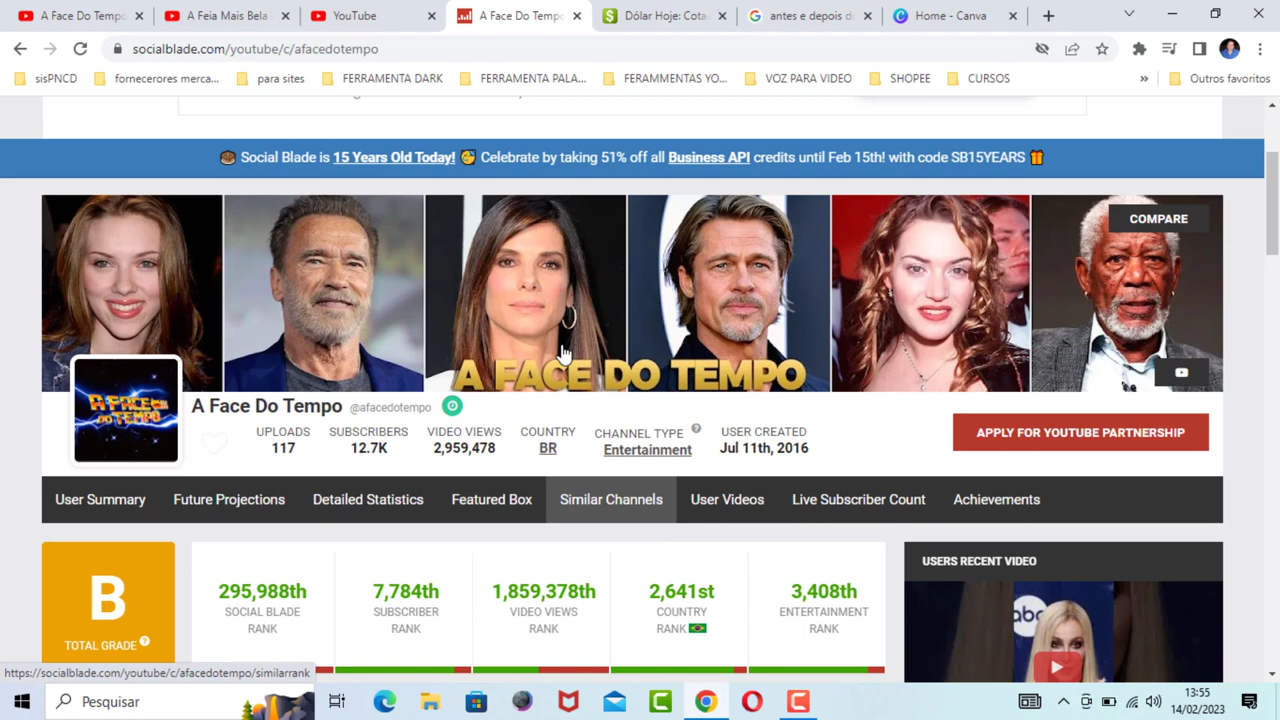 A Face Do Tempo
A Feia Mais Bela
YouTube
A Face Do Tempo
Dólar Hoje: Cota
antes e depois d
Home - Canva
socialblade.com/youtube/c/afacedotempo
sisPNCD
fornecerores merca...
para sites
FERRAMENTA DARK
FERRAMENTA PALA...
FERAMMENTAS YO...
VOZ PARA VIDEO
SHOPEE
CURSOS
»
Outros favoritos
Social Blade is 15 Years Old Today! Celebrate by taking 51% off all Business API credits until Feb 15th! with code SB15YEARS
COMPARE
A FACE DO TEMPO
A FACE
DO TEMPO
A Face Do Tempo @afacedotempo
UPLOADS
117
SUBSCRIBERS
12.7K
VIDEO VIEWS
2,959,478
COUNTRY
BR
CHANNEL TYPE
Entertainment
USER CREATED
Jul 11th, 2016
APPLY FOR YOUTUBE PARTNERSHIP
User Summary
Future Projections
Detailed Statistics
Featured Box
Similar Channels
User Videos
Live Subscriber Count
Achievements
B
TOTAL GRADE
295,988th
SOCIAL BLADE
RANK
7,784th
SUBSCRIBER
RANK
1,859,378th
VIDEO VIEWS
RANK
2,641st
COUNTRY
RANK
3,408th
ENTERTAINMENT
RANK
USERS RECENT VIDEO
abc
https://socialblade.com/youtube/c/afacedotempo/similarrank
Pesquisar
13:55
14/02/2023